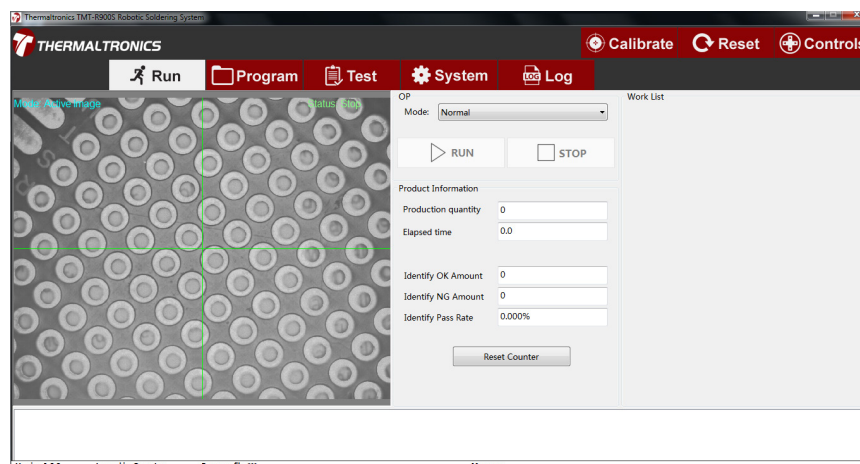 Thermaltronics TMT-R900S Robotic Soldering System
THERMALTRONICS
Calibrate Reset Controls
Run Program Test System Log
Mode: Active Image Status: Stop
OP
Mode: Normal
RUN STOP
Product Information
Production quantity 0
Elapsed time 0.0
Identify OK Amount 0
Identify NG Amount 0
Identify Pass Rate 0.000%
Reset Counter
Work List